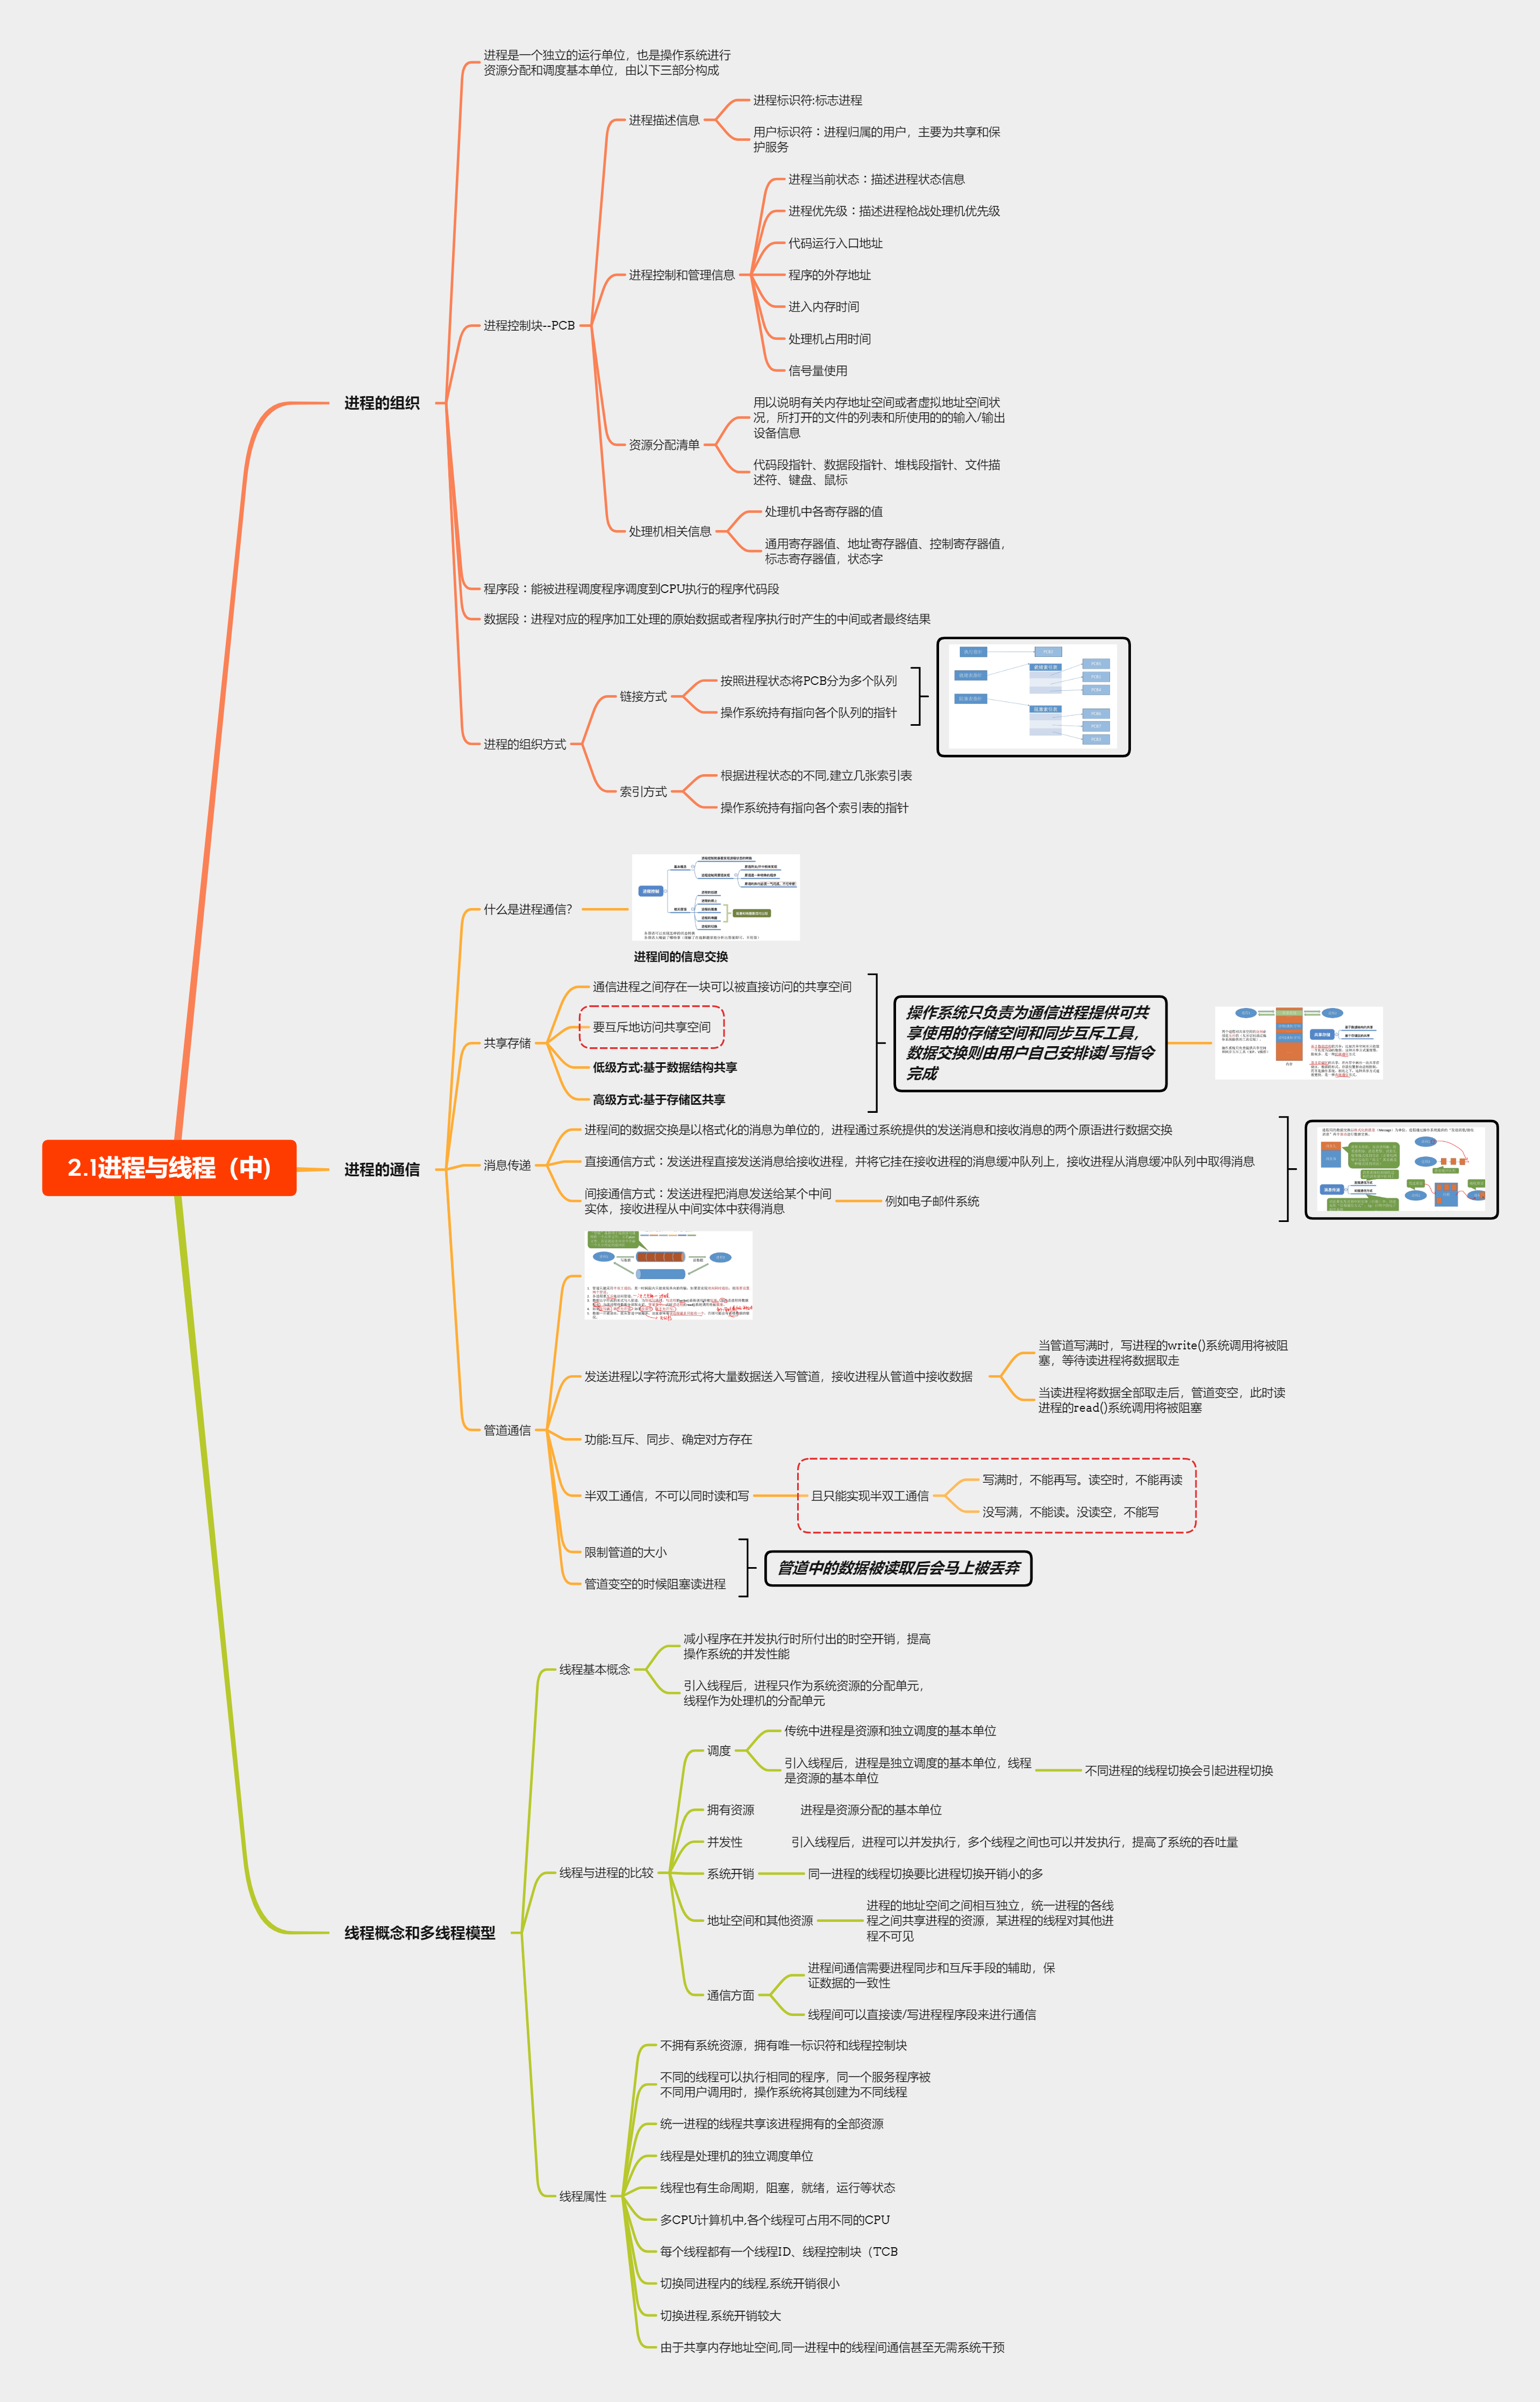 2.1进程与线程（中)
进程的组织
进程是一个独立的运行单位，也是操作系统进行
资源分配和调度基本单位，由以下三部分构成
进程控制块--PCB
进程描述信息
进程标识符:标志进程
用户标识符：进程归属的用户，主要为共享和保
护服务
进程控制和管理信息
进程当前状态：描述进程状态信息
进程优先级：描述进程枪战处理机优先级
代码运行入口地址
程序的外存地址
进入内存时间
处理机占用时间
信号量使用
资源分配清单
用以说明有关内存地址空间或者虚拟地址空间状
况，所打开的文件的列表和所使用的的输入/输出
设备信息
代码段指针、数据段指针、堆栈段指针、文件描
述符、键盘、鼠标
处理机相关信息
处理机中各寄存器的值
通用寄存器值、地址寄存器值、控制寄存器值，
标志寄存器值，状态字
程序段：能被进程调度程序调度到CPU执行的程序代码段
数据段：进程对应的程序加工处理的原始数据或者程序执行时产生的中间或者最终结果
进程的组织方式
链接方式
按照进程状态将PCB分为多个队列
操作系统持有指向各个队列的指针
索引方式
根据进程状态的不同,建立几张索引表
操作系统持有指向各个索引表的指针
进程的通信
什么是进程通信？
进程间的信息交换
共享存储
通信进程之间存在一块可以被直接访问的共享空间
要互斥地访问共享空间
低级方式:基于数据结构共享
高级方式:基于存储区共享
操作系统只负责为通信进程提供可共
享使用的存储空间和同步互斥工具，
数据交换则由用户自己安排读/写指令
完成
消息传递
进程间的数据交换是以格式化的消息为单位的，进程通过系统提供的发送消息和接收消息的两个原语进行数据交换
直接通信方式：发送进程直接发送消息给接收进程，并将它挂在接收进程的消息缓冲队列上，接收进程从消息缓冲队列中取得消息
间接通信方式：发送进程把消息发送给某个中间
实体，接收进程从中间实体中获得消息
例如电子邮件系统
管道通信
发送进程以字符流形式将大量数据送入写管道，接收进程从管道中接收数据
当管道写满时，写进程的write()系统调用将被阻
塞，等待读进程将数据取走
当读进程将数据全部取走后，管道变空，此时读
进程的read()系统调用将被阻塞
功能:互斥、同步、确定对方存在
半双工通信，不可以同时读和写
且只能实现半双工通信
写满时，不能再写。读空时，不能再读
没写满，不能读。没读空，不能写
限制管道的大小
管道变空的时候阻塞读进程
管道中的数据被读取后会马上被丢弃
线程概念和多线程模型
线程基本概念
减小程序在并发执行时所付出的时空开销，提高
操作系统的并发性能
引入线程后，进程只作为系统资源的分配单元，
线程作为处理机的分配单元
线程与进程的比较
调度
传统中进程是资源和独立调度的基本单位
引入线程后，进程是独立调度的基本单位，线程
是资源的基本单位
不同进程的线程切换会引起进程切换
拥有资源
进程是资源分配的基本单位
并发性
引入线程后，进程可以并发执行，多个线程之间也可以并发执行，提高了系统的吞吐量
系统开销
同一进程的线程切换要比进程切换开销小的多
地址空间和其他资源
进程的地址空间之间相互独立，统一进程的各线
程之间共享进程的资源，某进程的线程对其他进
程不可见
通信方面
进程间通信需要进程同步和互斥手段的辅助，保
证数据的一致性
线程间可以直接读/写进程程序段来进行通信
线程属性
不拥有系统资源，拥有唯一标识符和线程控制块
不同的线程可以执行相同的程序，同一个服务程序被
不同用户调用时，操作系统将其创建为不同线程
统一进程的线程共享该进程拥有的全部资源
线程是处理机的独立调度单位
线程也有生命周期，阻塞，就绪，运行等状态
多CPU计算机中,各个线程可占用不同的CPU
每个线程都有一个线程ID、线程控制块（TCB
切换同进程内的线程,系统开销很小
切换进程,系统开销较大
由于共享内存地址空间,同一进程中的线程间通信甚至无需系统干预